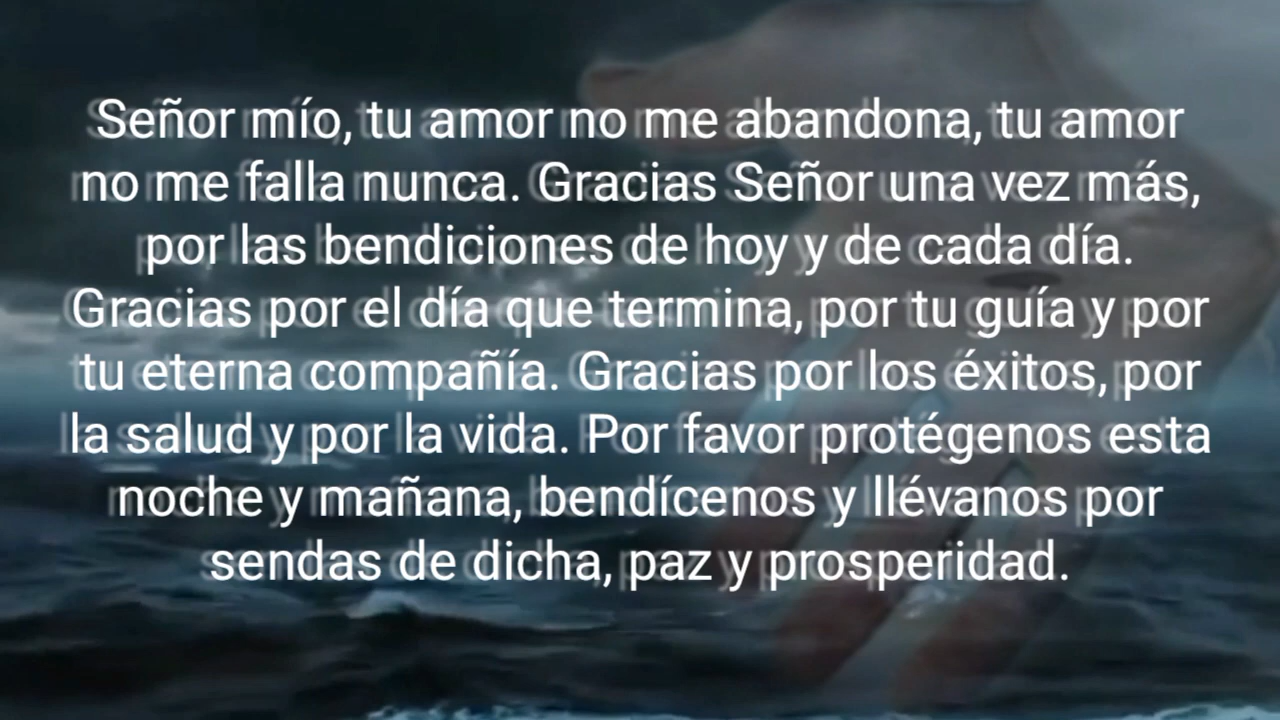 Señor mío, tu amor no me abandona, tu amor
no me falla nunca. Gracias Señor una vez más,
por las bendiciones de hoy y de cada día.
Gracias por el día que termina, por tu guía y por
tu eterna compañía. Gracias por los éxitos, por
la salud y por la vida. Por favor protégenos esta
noche y mañana, bendícenos y llévanos por
sendas de dicha, paz y prosperidad.